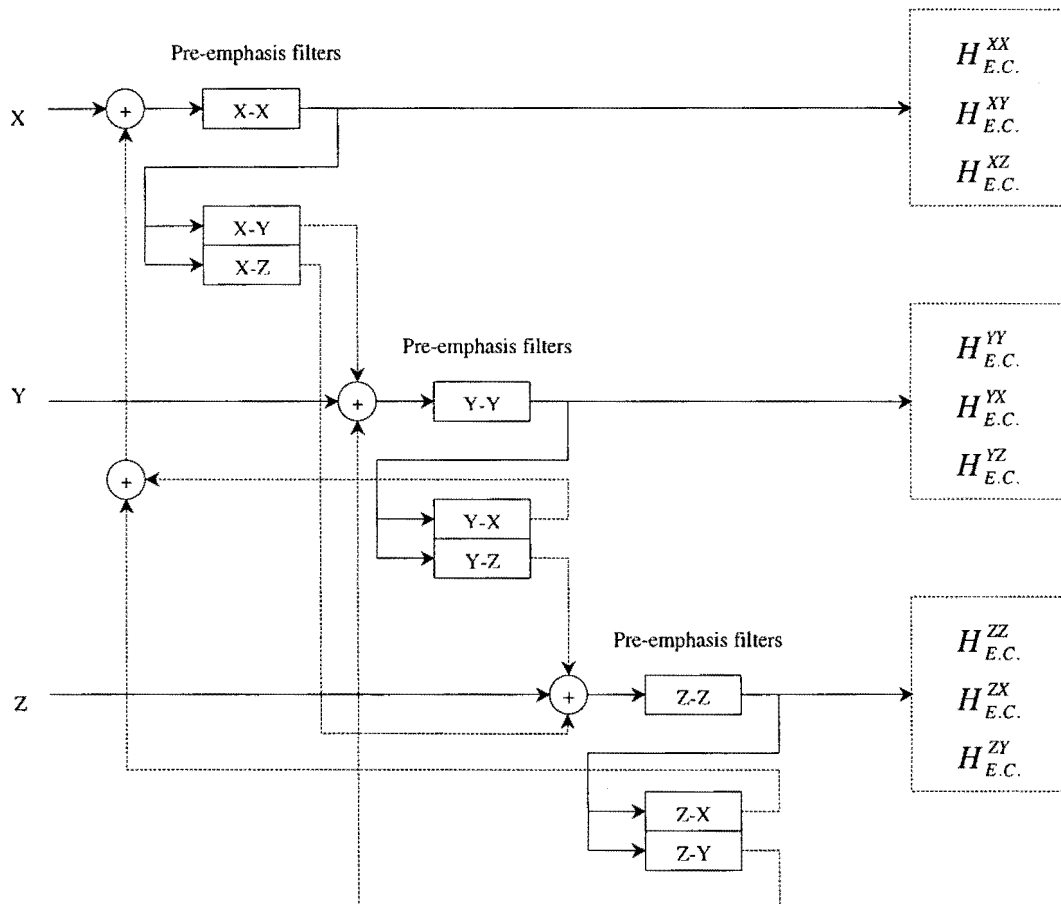 Pre-emphasis filters
X
+
X-X
H E.C. XX
H E.C. XY
H E.C. XZ
X-Y
X-Z
Pre-emphasis filters
Y
+
Y-Y
H E.C. YY
H E.C. YX
H E.C. YZ
+
Y-X
Y-Z
Pre-emphasis filters
Z
+
Z-Z
H E.C. ZZ
H E.C. ZX
H E.C. ZY
Z-X
Z-Y